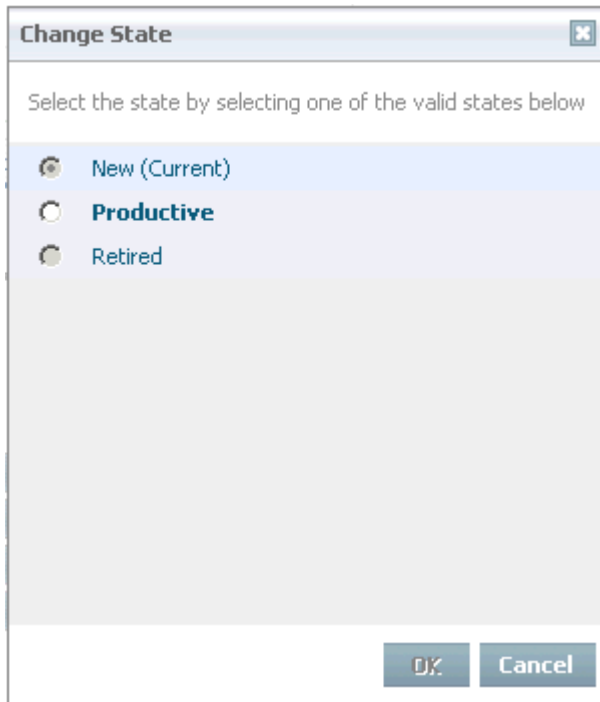 Change State
Select the state by selecting one of the valid states below
New (Current)
Productive
Retired
OK Cancel